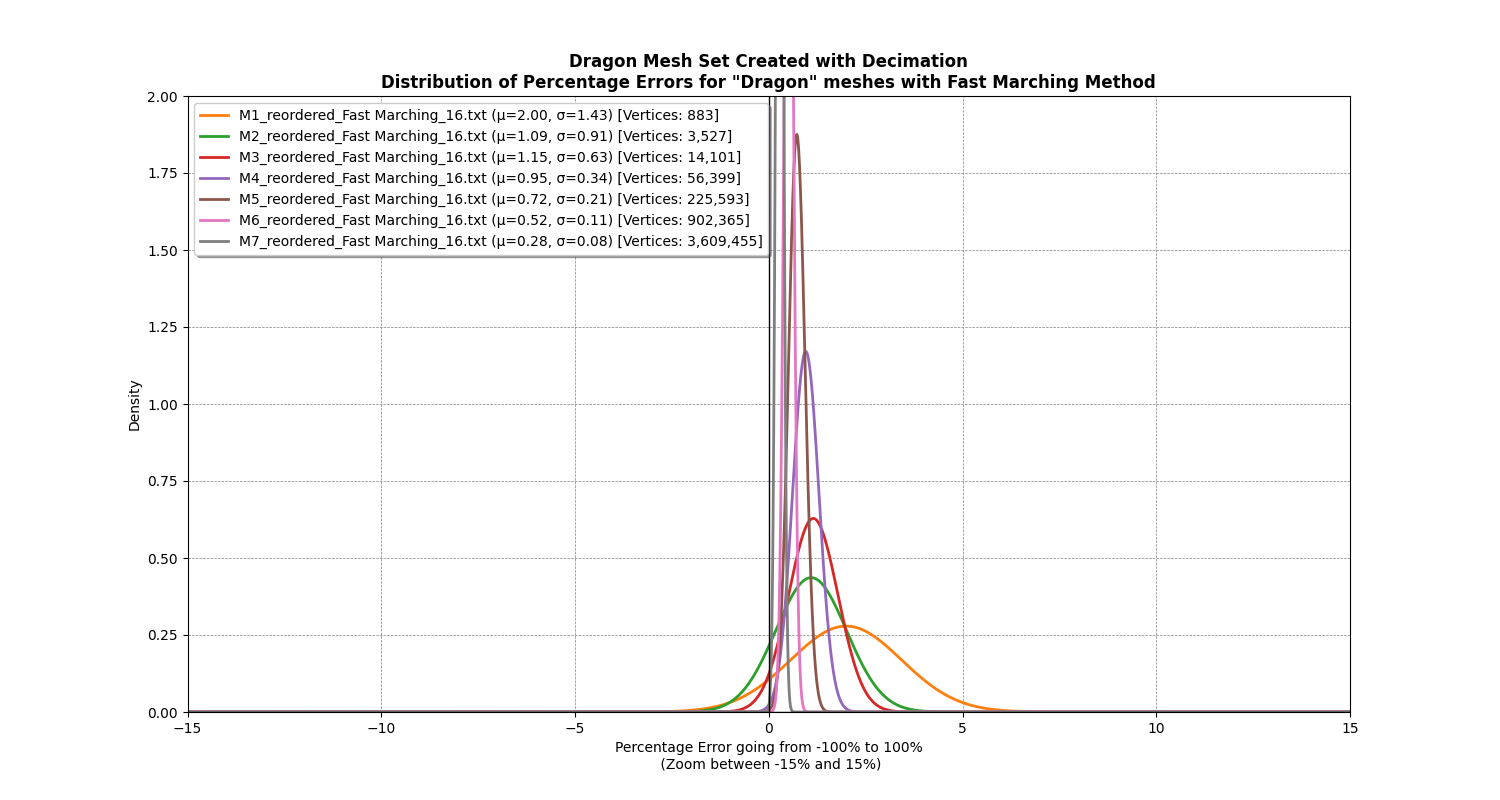 Dragon Mesh Set Created with Decimation
Distribution of Percentage Errors for "Dragon" meshes with Fast Marching Method
M1_reordered_Fast Marching_16.txt (μ=2.00, σ=1.43) [Vertices: 883]
M2_reordered_Fast Marching_16.txt (μ=1.09, σ=0.91) [Vertices: 3,527]
M3_reordered_Fast Marching_16.txt (μ=1.15, σ=0.63) [Vertices: 14,101]
M4_reordered_Fast Marching_16.txt (μ=0.95, σ=0.34) [Vertices: 56,399]
M5_reordered_Fast Marching_16.txt (μ=0.72, σ=0.21) [Vertices: 225,593]
M6_reordered_Fast Marching_16.txt (μ=0.52, σ=0.11) [Vertices: 902,365]
M7_reordered_Fast Marching_16.txt (μ=0.28, σ=0.08) [Vertices: 3,609,455]
2.00
1.75
1.50
1.25
1.00
0.75
0.50
0.25
0.00
Density
−15 −10 −5 0 5 10 15
Percentage Error going from -100% to 100%
(Zoom between -15% and 15%)